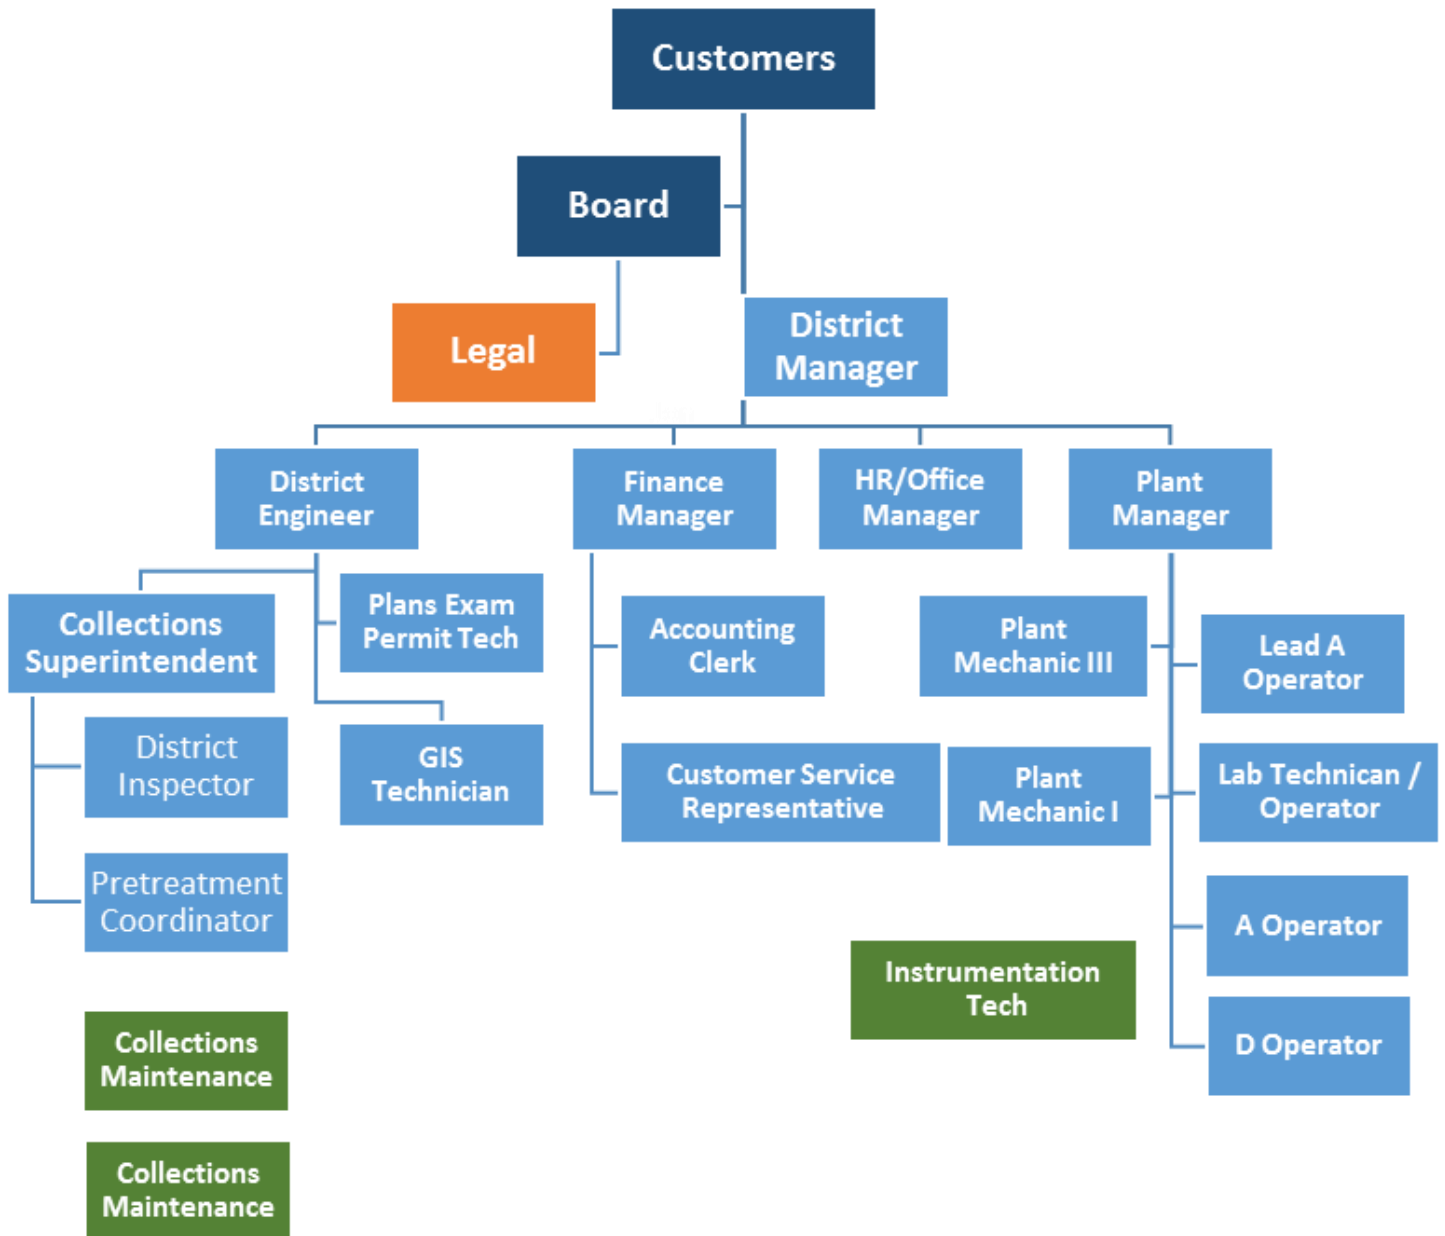 Customers
Board
Legal
District
Manager
District
Engineer
Finance
Manager
HR/Office
Manager
Plant
Manager
Collections
Superintendent
Plans Exam
Permit Tech
Accounting
Clerk
Plant
Mechanic III
Lead A
Operator
District
Inspector
GIS
Technician
Customer Service
Representative
Plant
Mechanic I
Lab Technican /
Operator
Pretreatment
Coordinator
A Operator
Instrumentation
Tech
D Operator
Collections
Maintenance
Collections
Maintenance